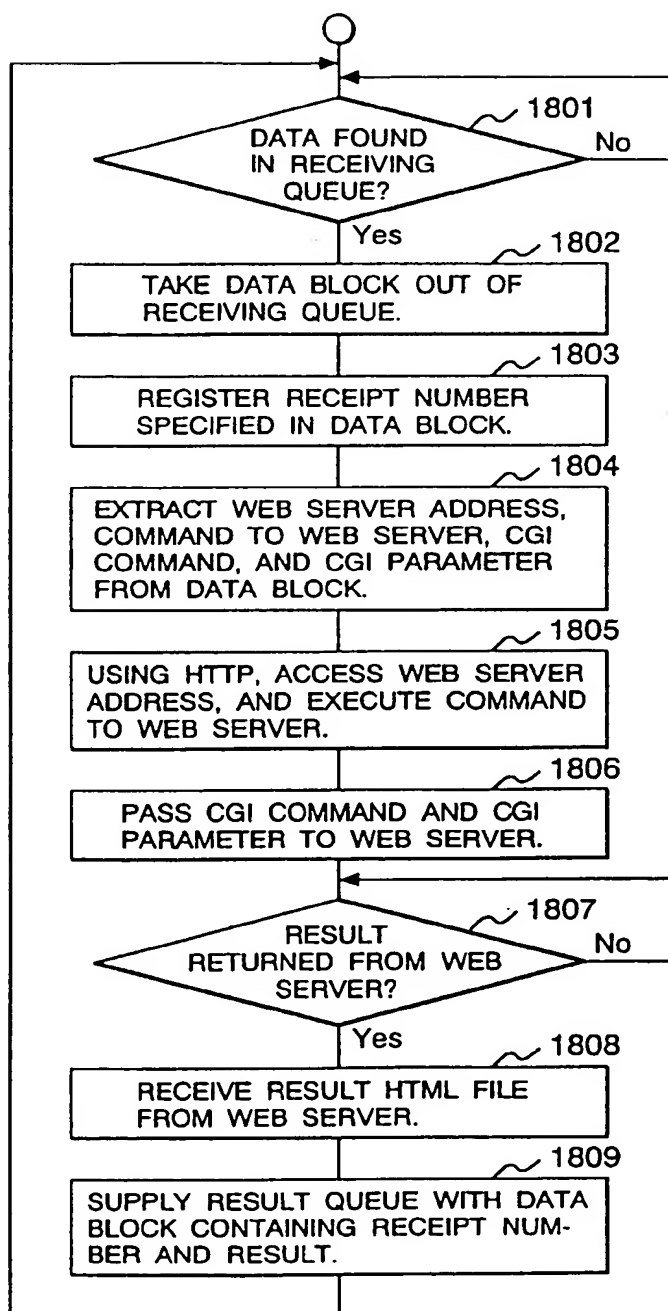 1801
DATA FOUND
IN RECEIVING
QUEUE?
No
Yes
1802
TAKE DATA BLOCK OUT OF
RECEIVING QUEUE.
1803
REGISTER RECEIPT NUMBER
SPECIFIED IN DATA BLOCK.
1804
EXTRACT WEB SERVER ADDRESS,
COMMAND TO WEB SERVER, CGI
COMMAND, AND CGI PARAMETER
FROM DATA BLOCK.
1805
USING HTTP, ACCESS WEB SERVER
ADDRESS, AND EXECUTE COMMAND
TO WEB SERVER.
1806
PASS CGI COMMAND AND CGI
PARAMETER TO WEB SERVER.
1807
RESULT
RETURNED FROM WEB
SERVER?
No
Yes
1808
RECEIVE RESULT HTML FILE
FROM WEB SERVER.
1809
SUPPLY RESULT QUEUE WITH DATA
BLOCK CONTAINING RECEIPT NUM-
BER AND RESULT.